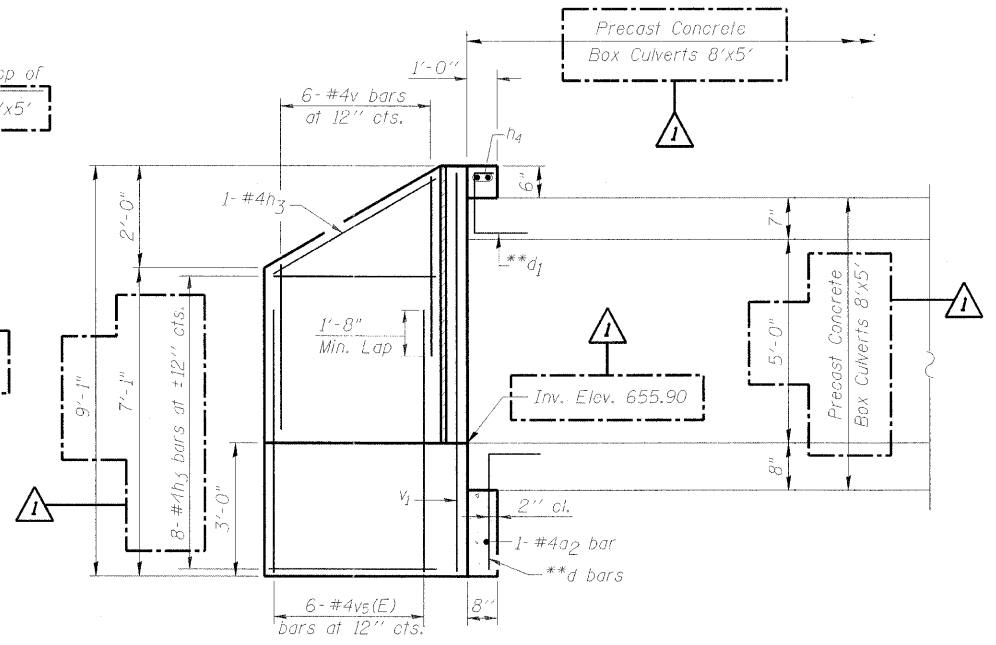 Precast Concrete
Box Culverts 8'x5'
1
op of
'x5'
1'-0"
6- #4v bars
at 12" cts.
h4
6"
7"
1- #4h3
2'-0"
**d1
1'-8"
Min. Lap
1
1
Inv. Elev. 655.90
5'-0"
Precast Concrete
Box Culverts 8'x5'
9'-1"
7'-1"
8- #4h3 bars at ±12" cts.
3'-0"
8"
1
v1
2" cl.
1- #4a2 bar
**d bars
6- #4v5(E)
bars at 12" cts.
8"